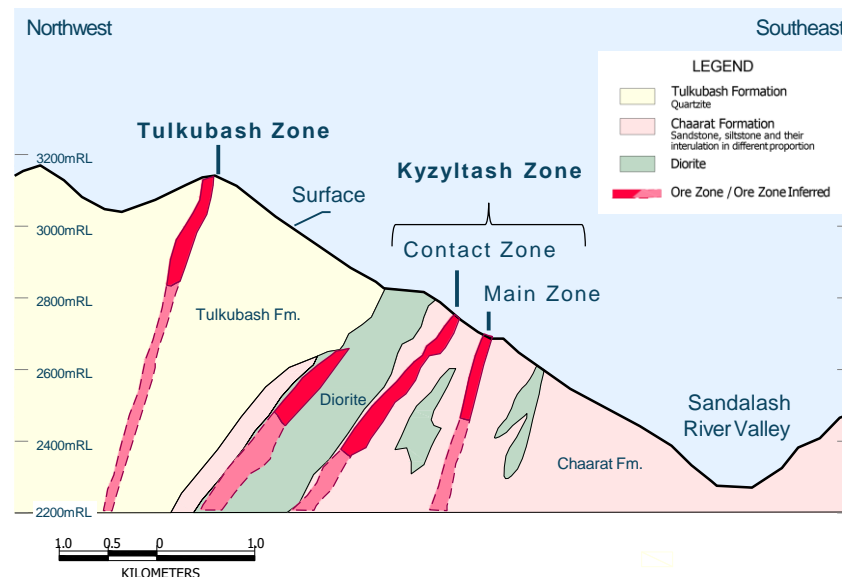 Northwest
Southeast
LEGEND
Tulkubash Formation
Quartzite
Chaarat Formation
Sandstone, siltstone and their
interulation in different proportion
Diorite
Ore Zone / Ore Zone Inferred
Tulkubash Zone
Kyzyltash Zone
Surface
Contact Zone
Main Zone
3200mRL
3000mRL
2800mRL
2600mRL
2400mRL
2200mRL
Tulkubash Fm.
Diorite
Chaarat Fm.
Sandalash
River Valley
1.0 0.5 0 1.0
KILOMETERS